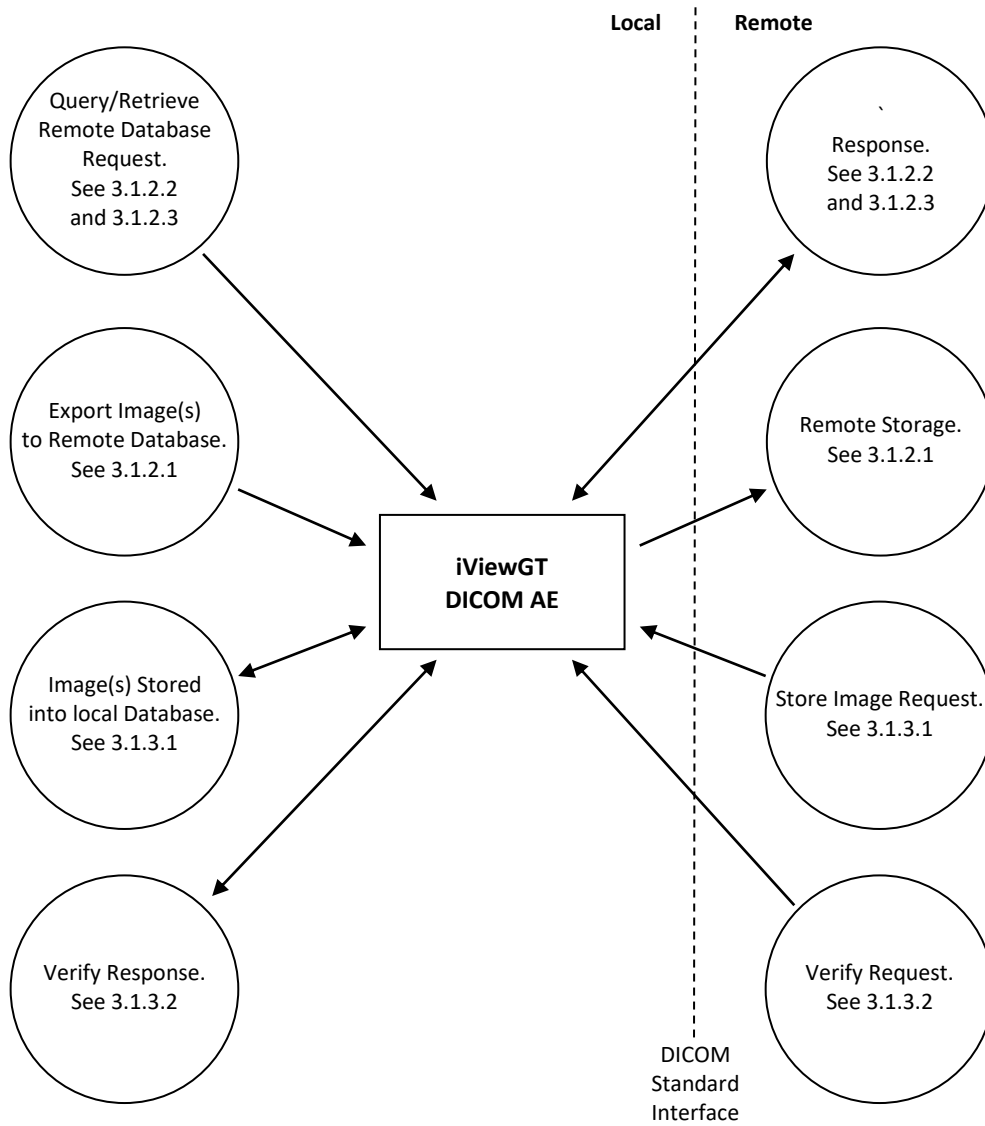 Local
Remote
Query/Retrieve
Remote Database
Request.
See 3.1.2.2
and 3.1.2.3
`
Response.
See 3.1.2.2
and 3.1.2.3
Export Image(s)
to Remote Database.
See 3.1.2.1
Remote Storage.
See 3.1.2.1
iViewGT
DICOM AE
Image(s) Stored
into local Database.
See 3.1.3.1
Store Image Request.
See 3.1.3.1
Verify Response.
See 3.1.3.2
Verify Request.
See 3.1.3.2
DICOM
Standard
Interface